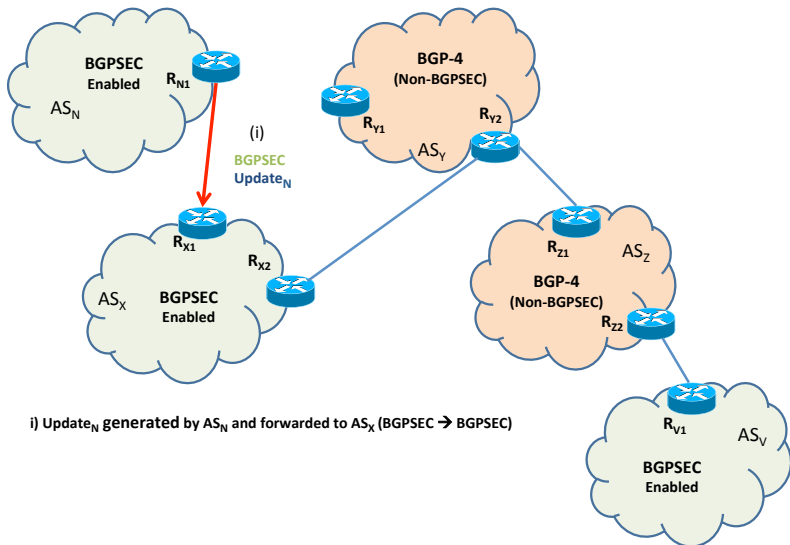 BGPSEC
Enabled
R_N1
AS_N
(i)
BGPSEC
Update_N
BGP-4
(Non-BGPSEC)
R_Y1
R_Y2
AS_Y
R_X1
R_X2
AS_X
BGPSEC
Enabled
R_Z1
AS_Z
BGP-4
(Non-BGPSEC)
R_Z2
i) Update_N generated by AS_N and forwarded to AS_X (BGPSEC → BGPSEC)
R_V1
AS_V
BGPSEC
Enabled